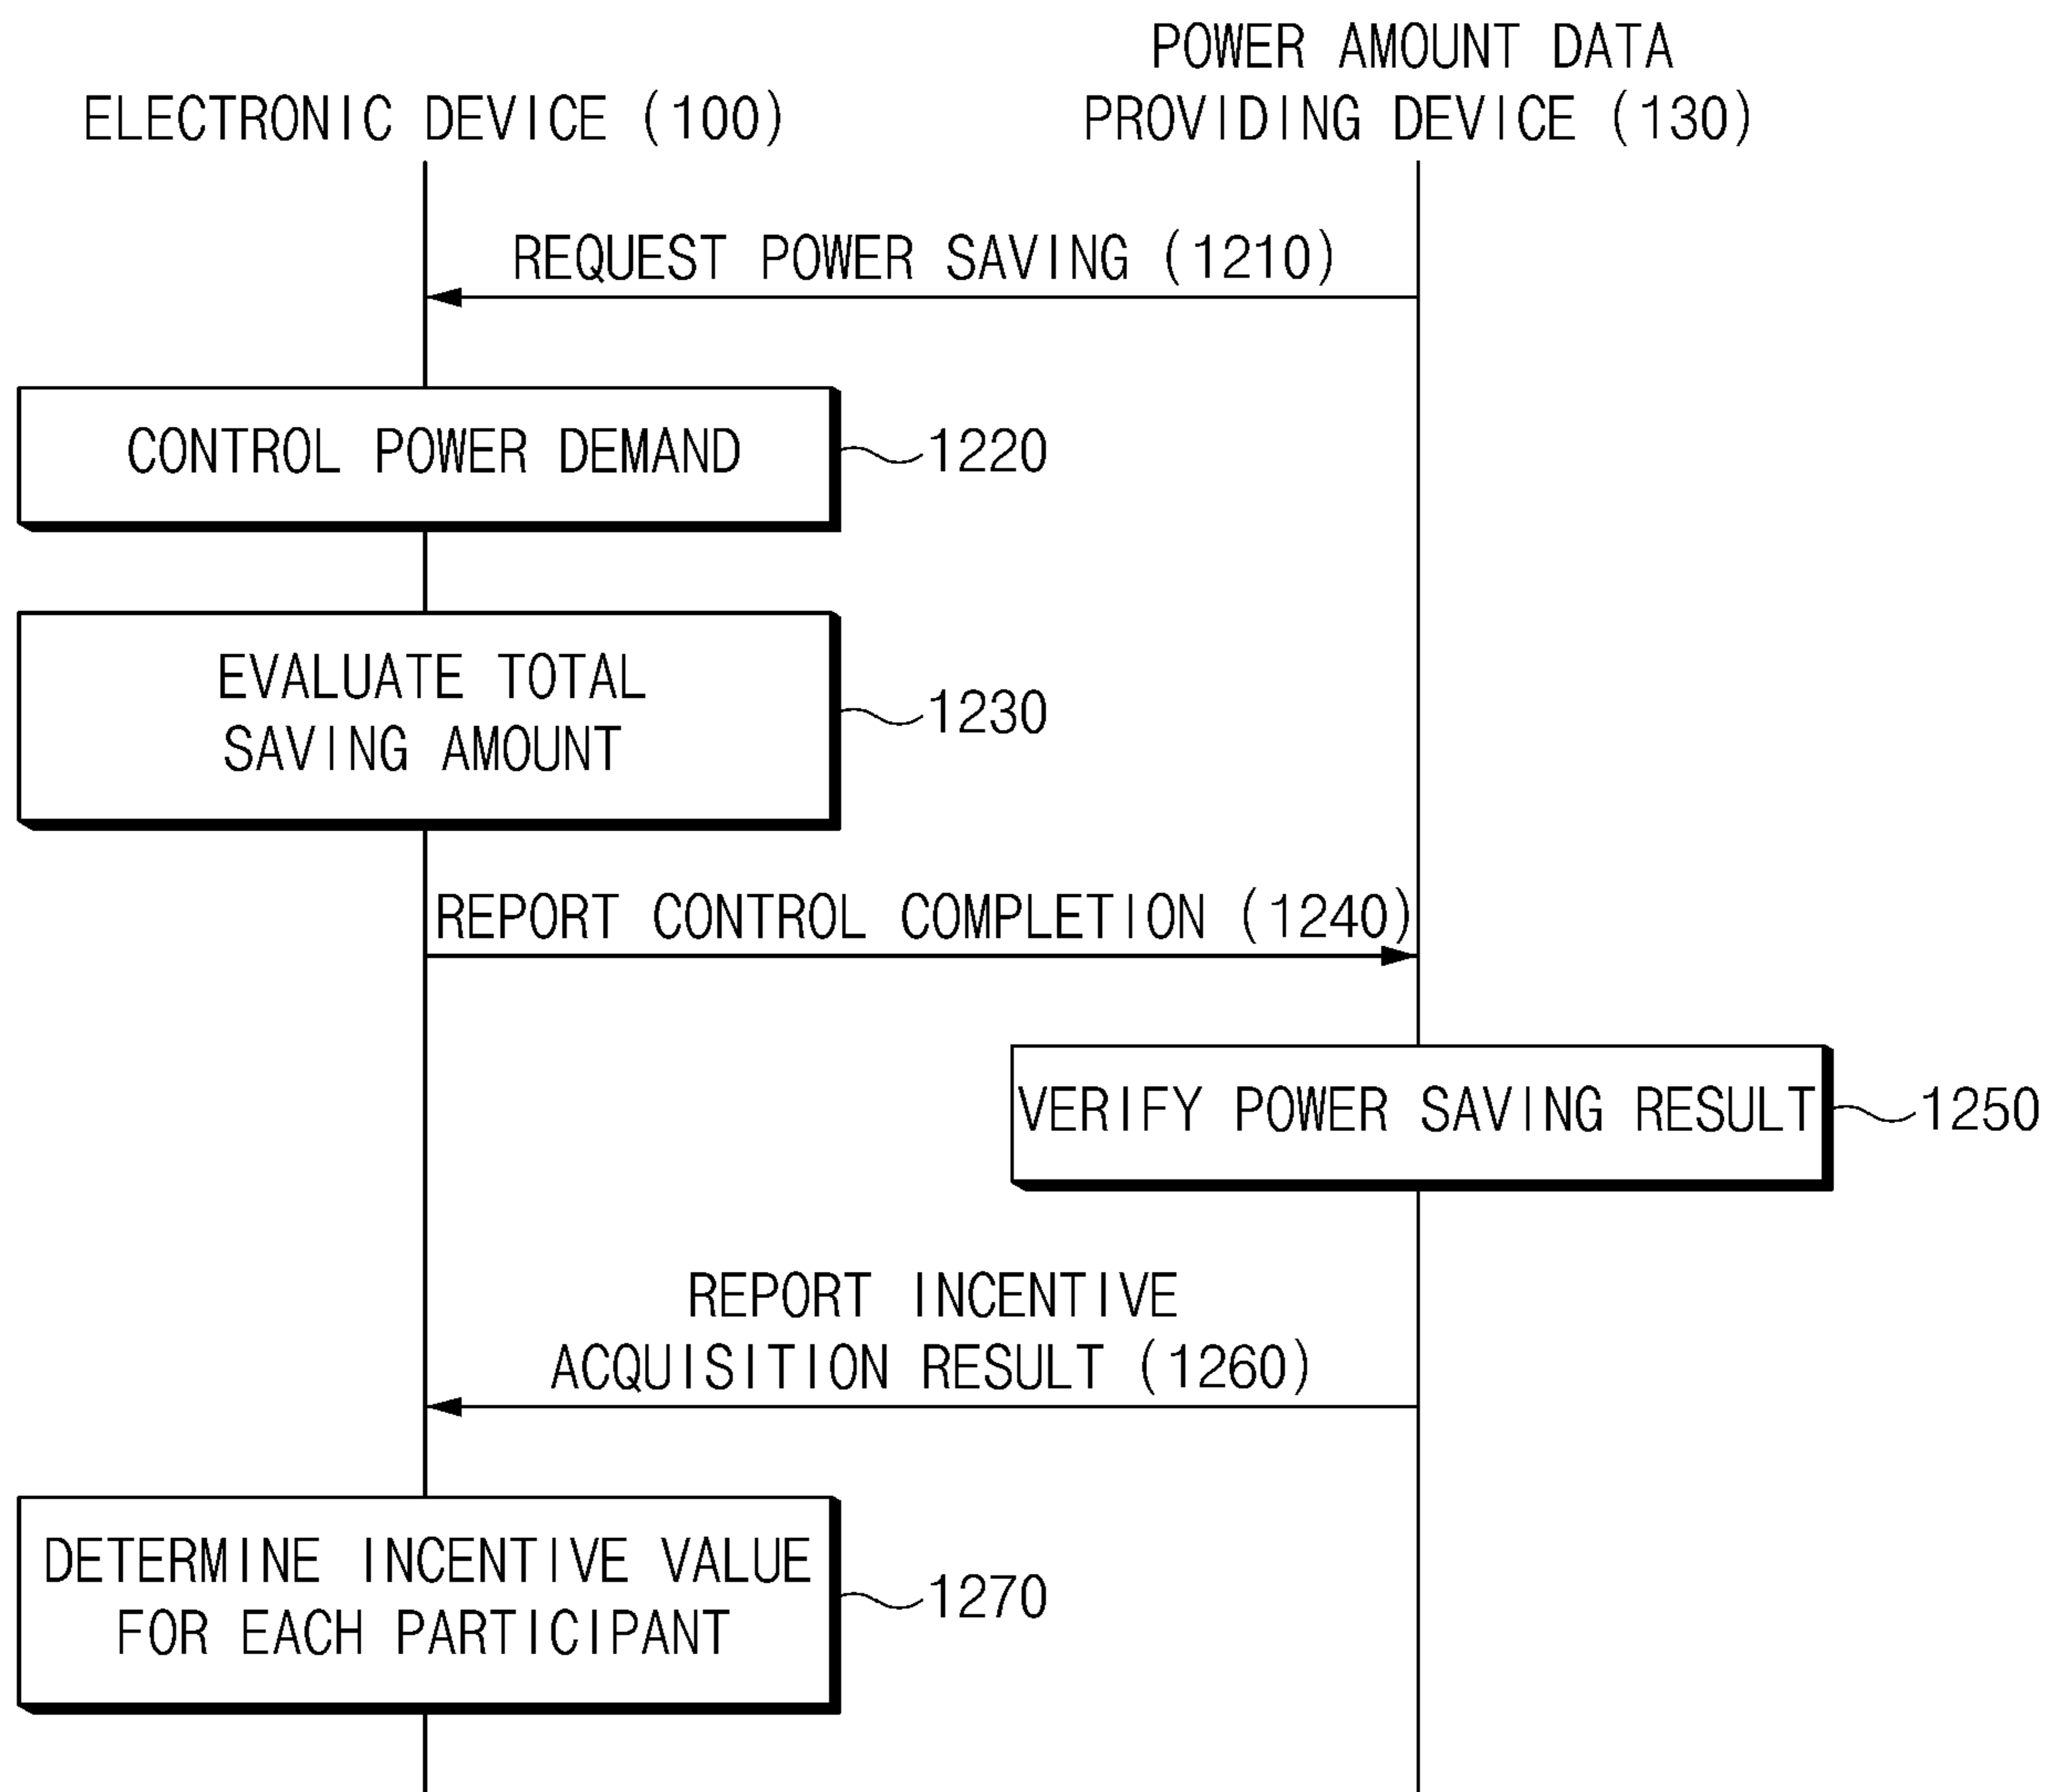 POWER AMOUNT DATA
ELECTRONIC DEVICE (100)
PROVIDING DEVICE (130)
REQUEST POWER SAVING (1210)
CONTROL POWER DEMAND
1220
EVALUATE TOTAL
SAVING AMOUNT
1230
REPORT CONTROL COMPLETION (1240)
VERIFY POWER SAVING RESULT
1250
REPORT INCENTIVE
ACQUISITION RESULT (1260)
DETERMINE INCENTIVE VALUE
FOR EACH PARTICIPANT
1270